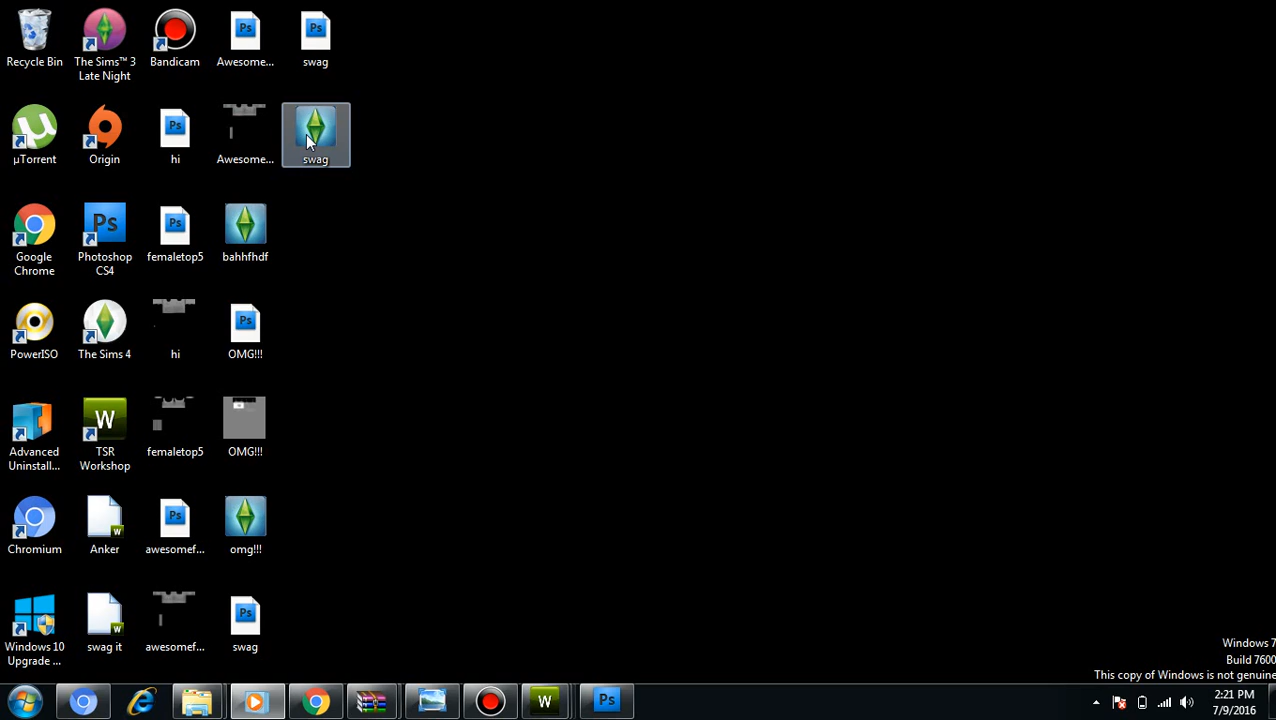 Recycle Bin
The Sims™ 3 Late Night
Bandicam
Awesome...
swag
µTorrent
Origin
hi
Awesome...
swag
Google Chrome
Photoshop CS4
femaletop5
bahhfhdf
PowerISO
The Sims 4
hi
OMG!!!
Advanced Uninstall...
TSR Workshop
femaletop5
OMG!!!
Chromium
Anker
awesomef...
omg!!!
Windows 10 Upgrade ...
swag it
awesomef...
swag
Windows 7
Build 7600
This copy of Windows is not genuine
2:21 PM
7/9/2016